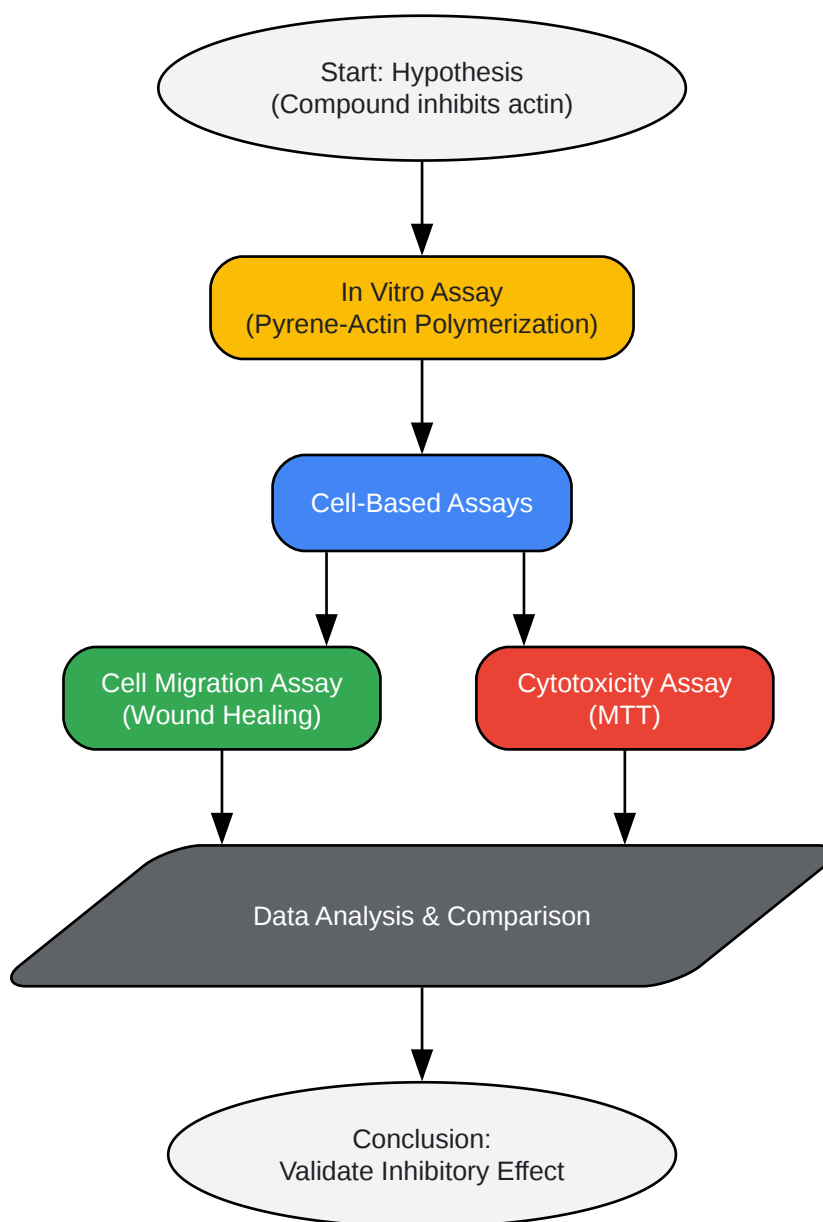 Start: Hypothesis
(Compound inhibits actin)
In Vitro Assay
(Pyrene-Actin Polymerization)
Cell-Based Assays
Cell Migration Assay
(Wound Healing)
Cytotoxicity Assay
(MTT)
Data Analysis & Comparison
Conclusion:
Validate Inhibitory Effect